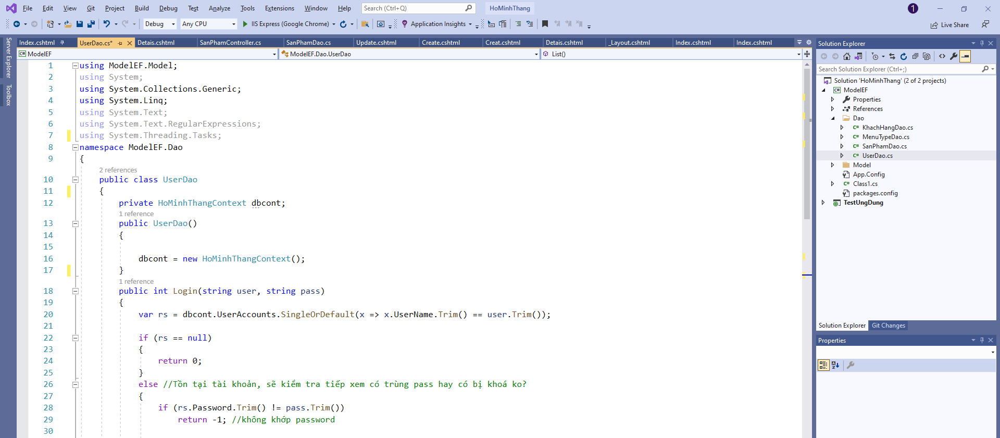 File Edit View Git Project Build Debug Test Analyze Tools Extensions Window Help Search (Ctrl+Q) HoMinhThang 1
Debug Any CPU IIS Express (Google Chrome) Application Insights Live Share
Server Explorer
Toolbox
Index.cshtml UserDao.cs* Detais.cshtml SanPhamController.cs SanPhamDao.cs Update.cshtml Create.cshtml Creat.cshtml Detais.cshtml _Layout.cshtml Index.cshtml Index.cshtml
ModelEF ModelEF.Dao.UserDao List()
1 using ModelEF.Model;
2 using System;
3 using System.Collections.Generic;
4 using System.Linq;
5 using System.Text;
6 using System.Text.RegularExpressions;
7 using System.Threading.Tasks;
8 namespace ModelEF.Dao
9 {
2 references
10 public class UserDao
11 {
12 private HoMinhThangContext dbcont;
1 reference
13 public UserDao()
14 {
15
16 dbcont = new HoMinhThangContext();
17 }
1 reference
18 public int Login(string user, string pass)
19 {
20 var rs = dbcont.UserAccounts.SingleOrDefault(x => x.UserName.Trim() == user.Trim());
21
22 if (rs == null)
23 {
24 return 0;
25 }
26 else //Tồn tại tài khoản, sẽ kiểm tra tiếp xem có trùng pass hay có bị khoá ko?
27 {
28 if (rs.Password.Trim() != pass.Trim())
29 return -1; //không khớp password
30
Solution Explorer
Search Solution Explorer (Ctrl+;)
Solution 'HoMinhThang' (2 of 2 projects)
ModelEF
Properties
References
Dao
KhachHangDao.cs
MenuTypeDao.cs
SanPhamDao.cs
UserDao.cs
Model
App.Config
Class1.cs
packages.config
TestUngDung
Solution Explorer Git Changes
Properties